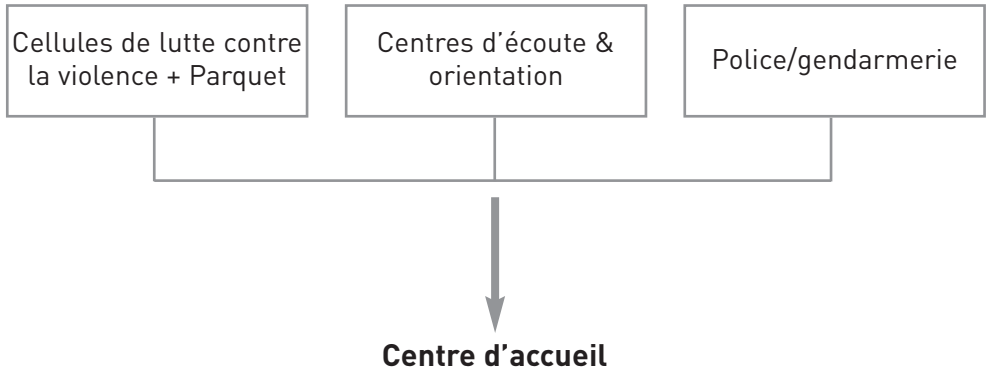 Cellules de lutte contre
la violence + Parquet
Centres d’écoute &
orientation
Police/gendarmerie
Centre d’accueil